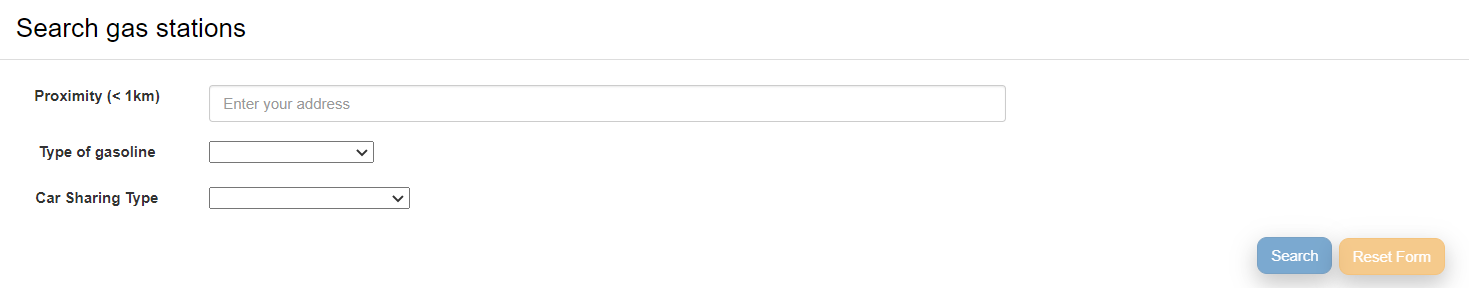 Search gas stations
Proximity (< 1km)
Enter your address
Type of gasoline
Car Sharing Type
Search
Reset Form